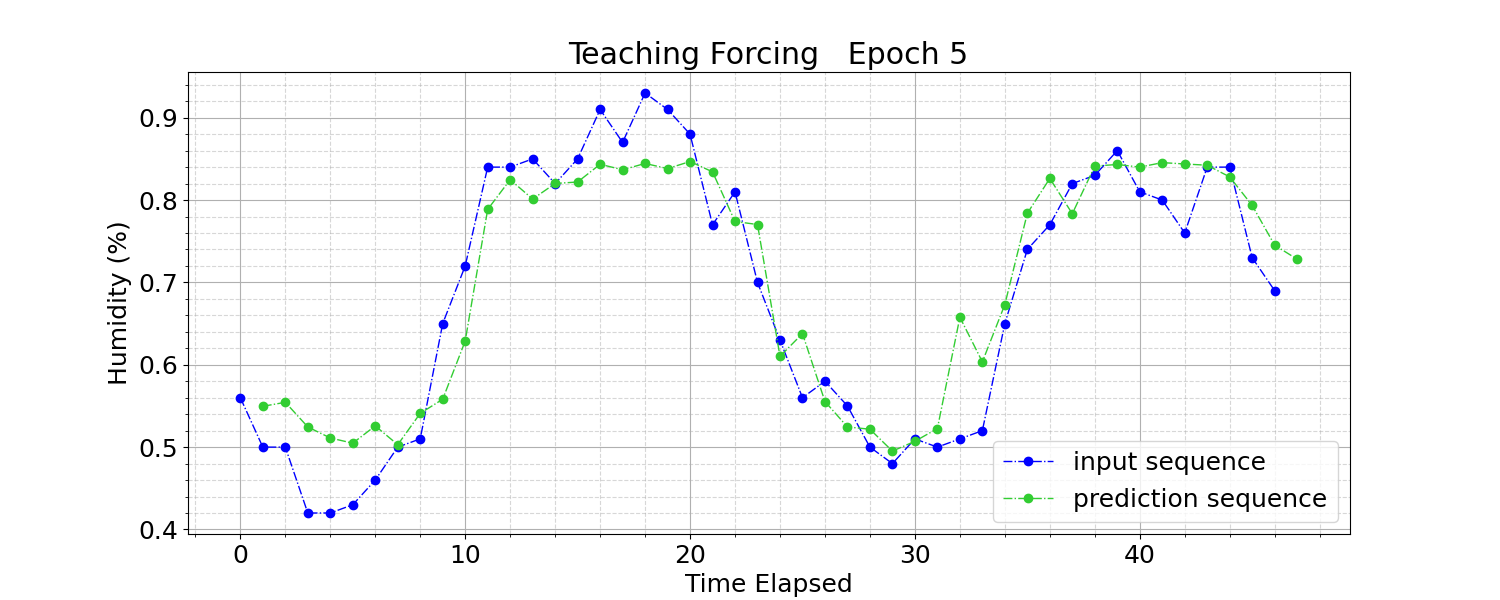 Teaching Forcing   Epoch 5
0.9
0.8
0.7
0.6
0.5
0.4
Humidity (%)
input sequence
prediction sequence
0 10 20 30 40
Time Elapsed